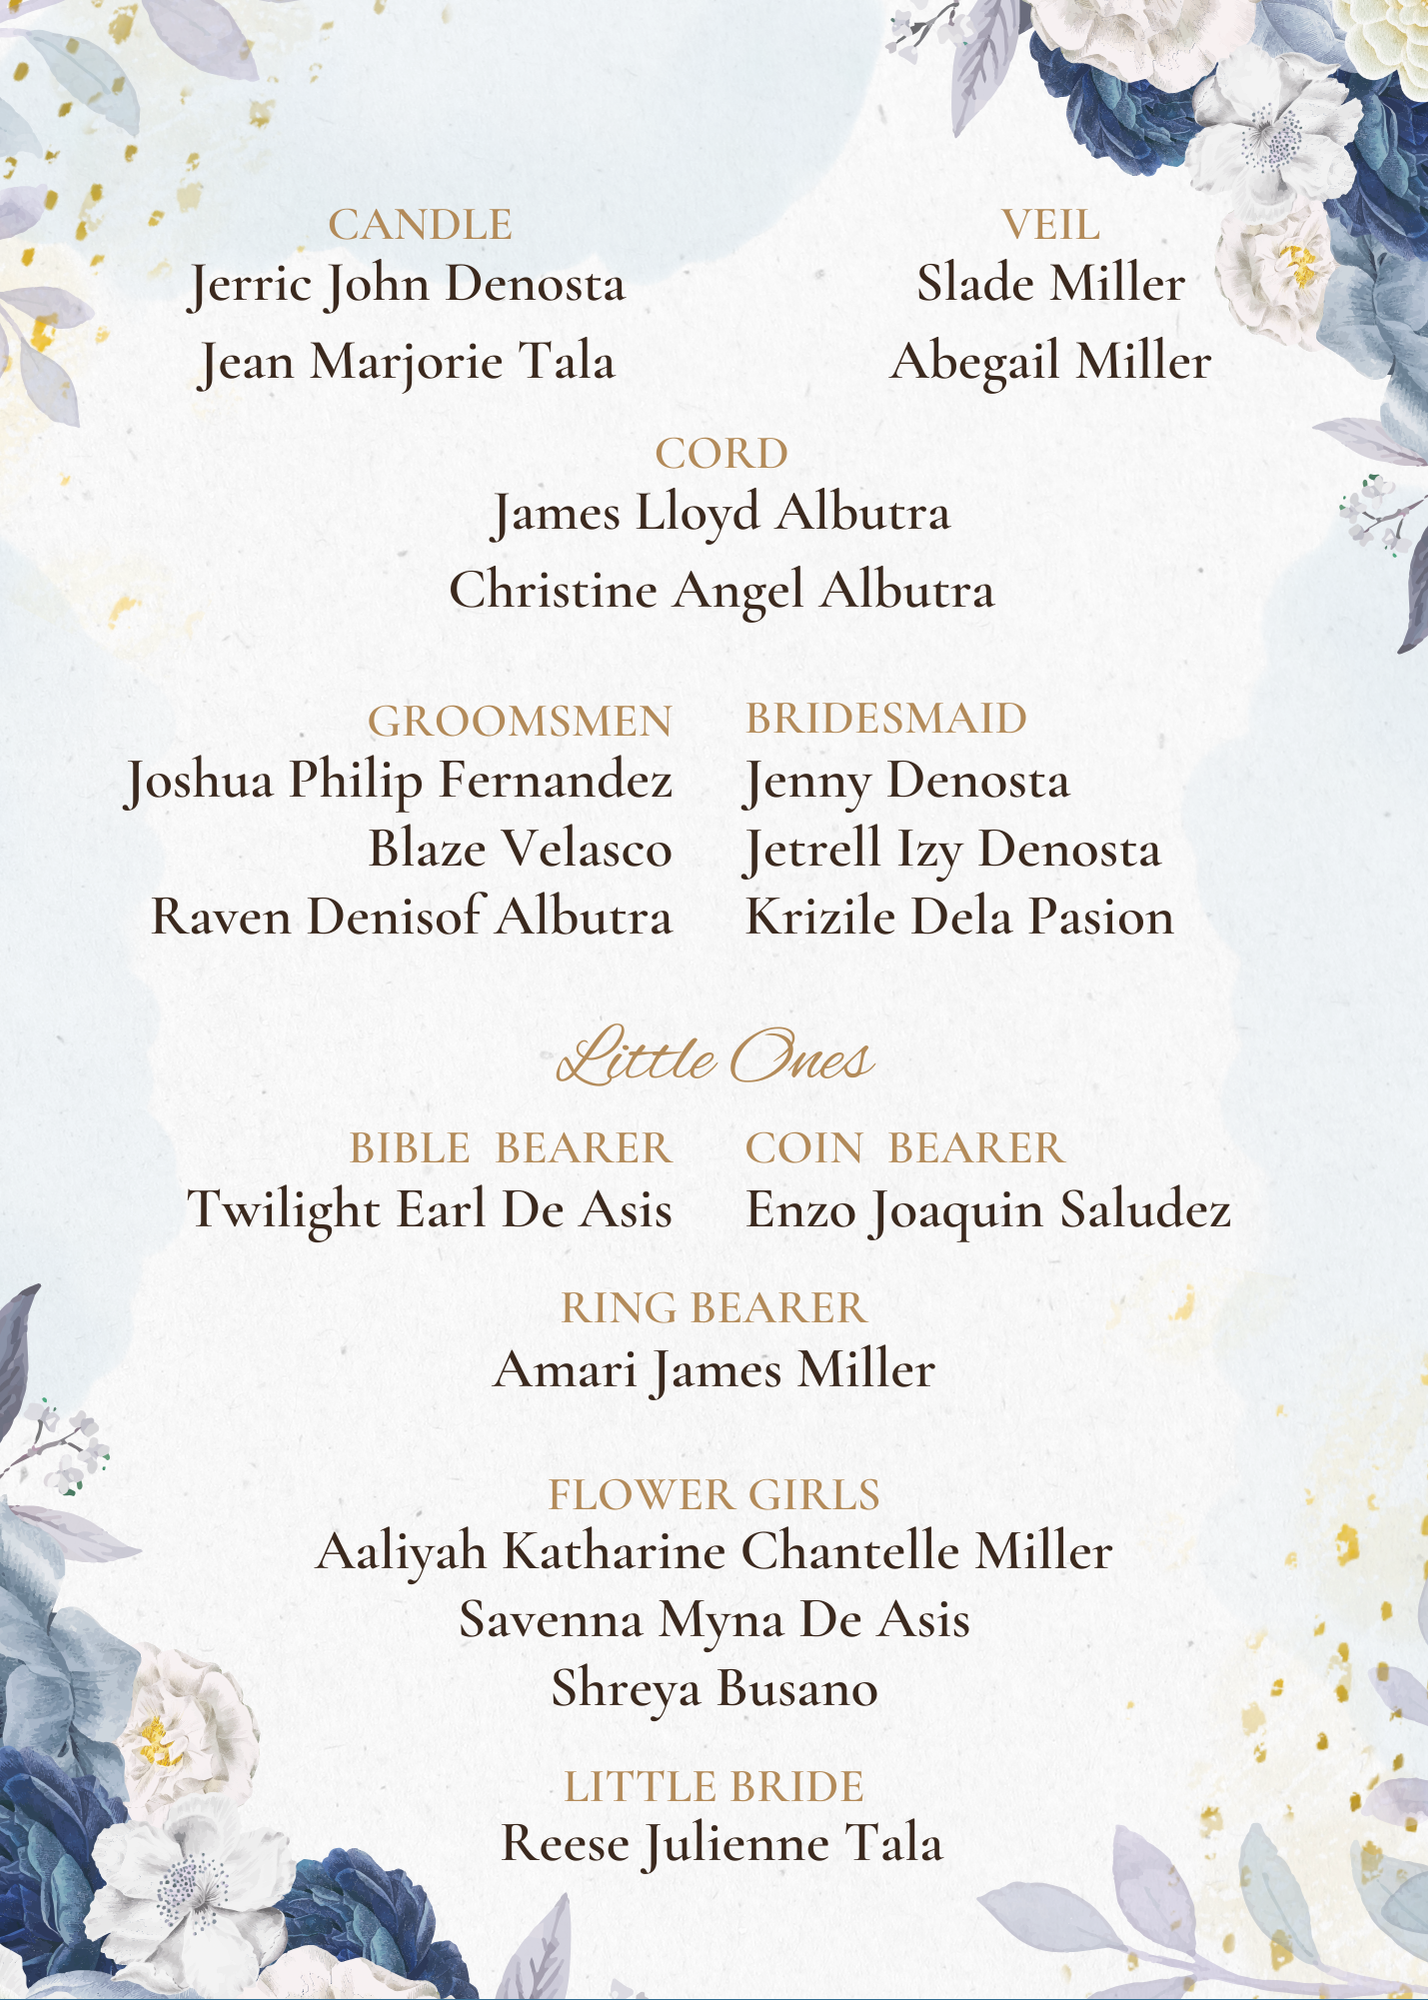 CANDLE
Jerric John Denosta
Jean Marjorie Tala
VEIL
Slade Miller
Abegail Miller
CORD
James Lloyd Albutra
Christine Angel Albutra
GROOMSMEN
Joshua Philip Fernandez
Blaze Velasco
Raven Denisof Albutra
BRIDESMAID
Jenny Denosta
Jetrell Izy Denosta
Krizile Dela Pasion
Little Ones
BIBLE BEARER
Twilight Earl De Asis
COIN BEARER
Enzo Joaquin Saludez
RING BEARER
Amari James Miller
FLOWER GIRLS
Aaliyah Katharine Chantelle Miller
Savenna Myna De Asis
Shreya Busano
LITTLE BRIDE
Reese Julienne Tala